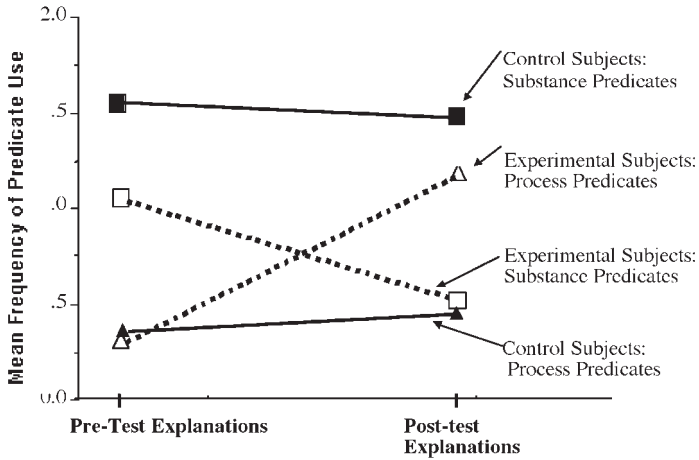 2.0
Control Subjects:
Substance Predicates
.5
Experimental Subjects:
Process Predicates
.0
Experimental Subjects:
Substance Predicates
.5
Control Subjects:
Process Predicates
0.0
Mean Frequency of Predicate Use
Pre-Test Explanations
Post-test
Explanations